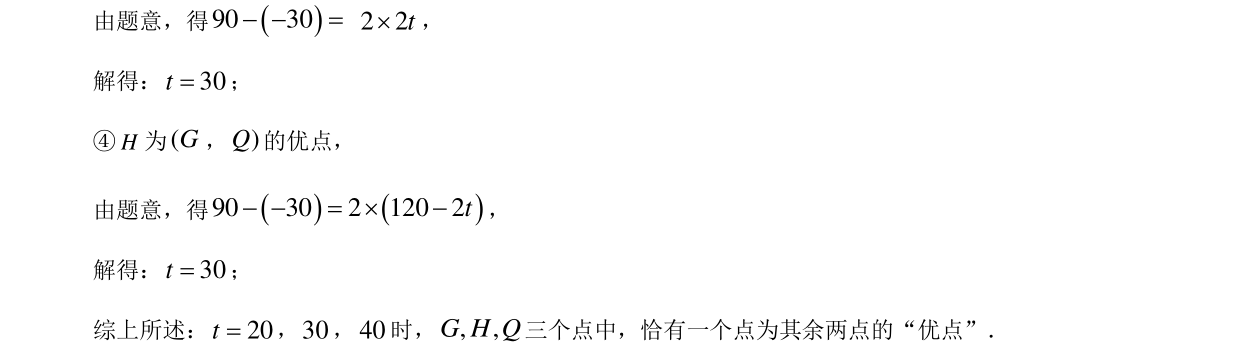 由题意，得90-(-30)= 2×2t，
解得：t=30；
④H为(G，Q)的优点，
由题意，得90-(-30)=2×(120-2t)，
解得：t=30；
综上所述：t=20，30，40时，G,H,Q三个点中，恰有一个点为其余两点的“优点”．